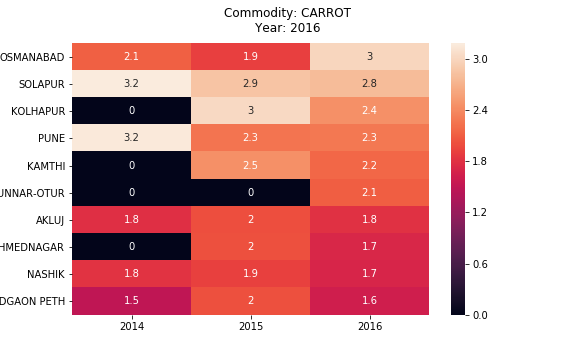 Commodity: CARROT
Year: 2016
OSMANABAD 2.1 1.9 3
SOLAPUR 3.2 2.9 2.8
KOLHAPUR 0 3 2.4
PUNE 3.2 2.3 2.3
KAMTHI 0 2.5 2.2
UNNAR-OTUR 0 0 2.1
AKLUJ 1.8 2 1.8
HMEDNAGAR 0 2 1.7
NASHIK 1.8 1.9 1.7
DGAON PETH 1.5 2 1.6
2014 2015 2016
3.0
2.4
1.8
1.2
0.6
0.0